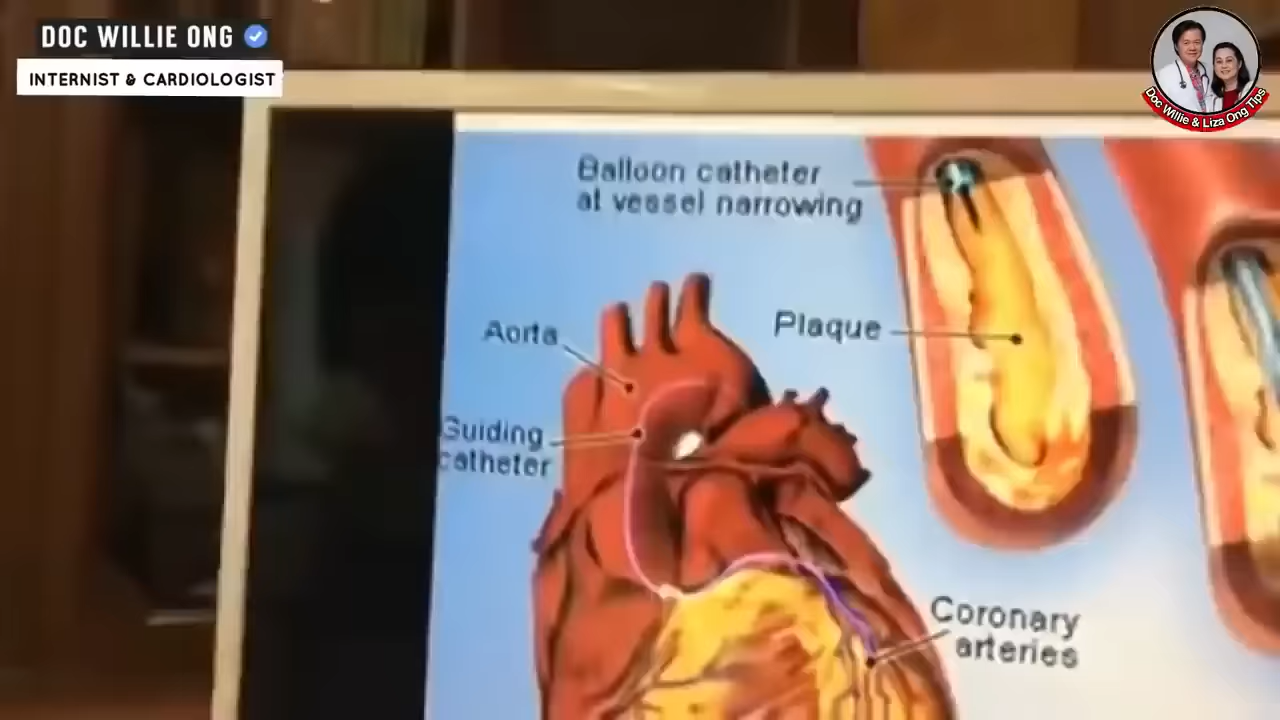 DOC WILLIE ONG
INTERNIST & CARDIOLOGIST
Doc Willie & Liza Ong Tips
Balloon catheter
at vessel narrowing
Aorta
Plaque
Guiding
catheter
Coronary
arteries